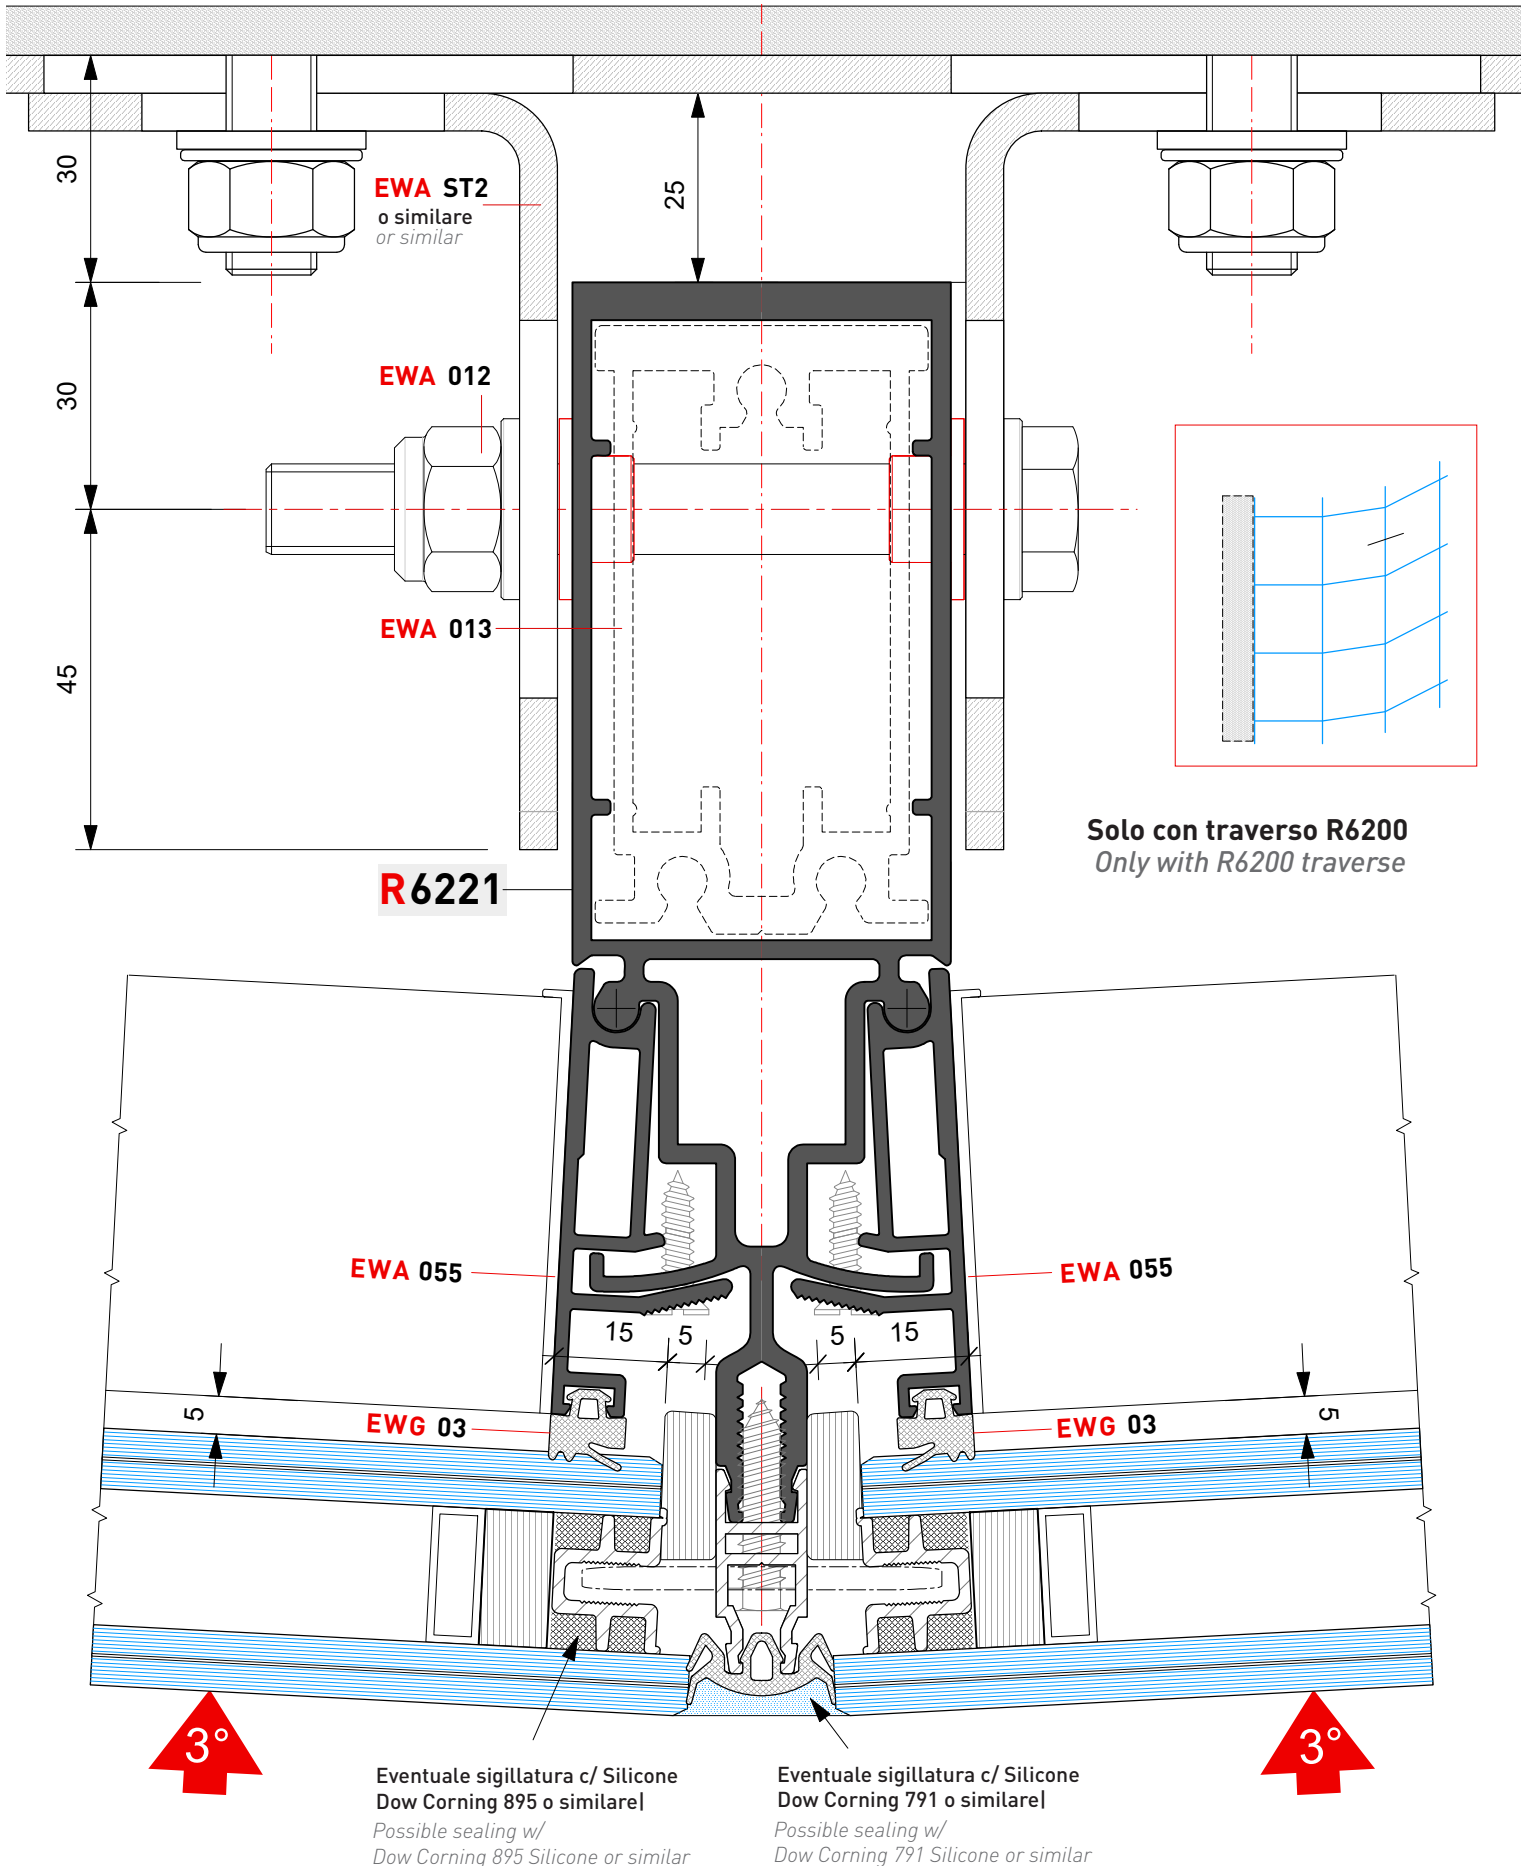 30
25
EWA ST2
o similare
or similar
30
EWA 012
EWA 013
45
Solo con traverso R6200
Only with R6200 traverse
R6221
EWA 055
EWA 055
15
5
5
15
5
5
EWG 03
EWG 03
3°
3°
Eventuale sigillatura c/ Silicone
Dow Corning 895 o similare|
Possible sealing w/
Dow Corning 895 Silicone or similar
Eventuale sigillatura c/ Silicone
Dow Corning 791 o similare|
Possible sealing w/
Dow Corning 791 Silicone or similar